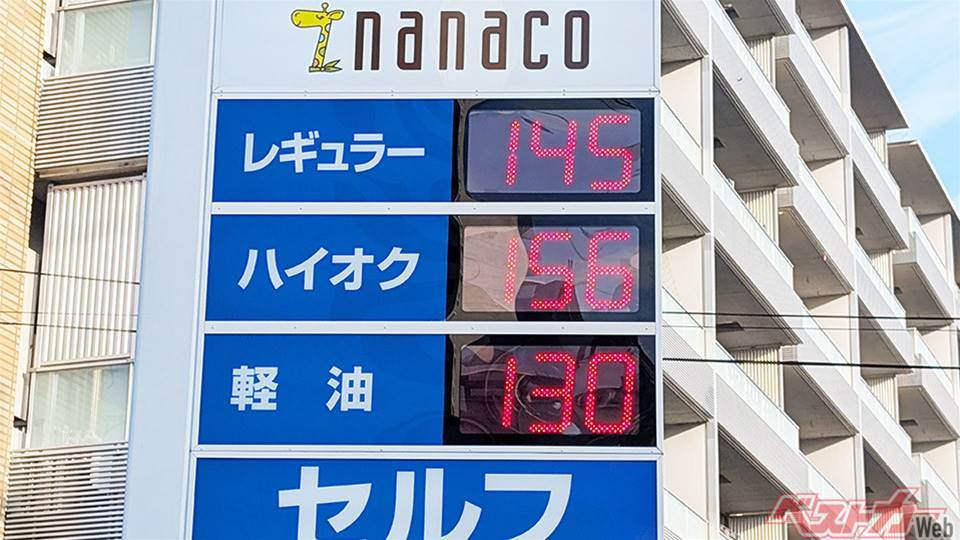 nanaco
レギュラー 145
ハイオク 156
軽油 130
セルフ
ベストカーWeb